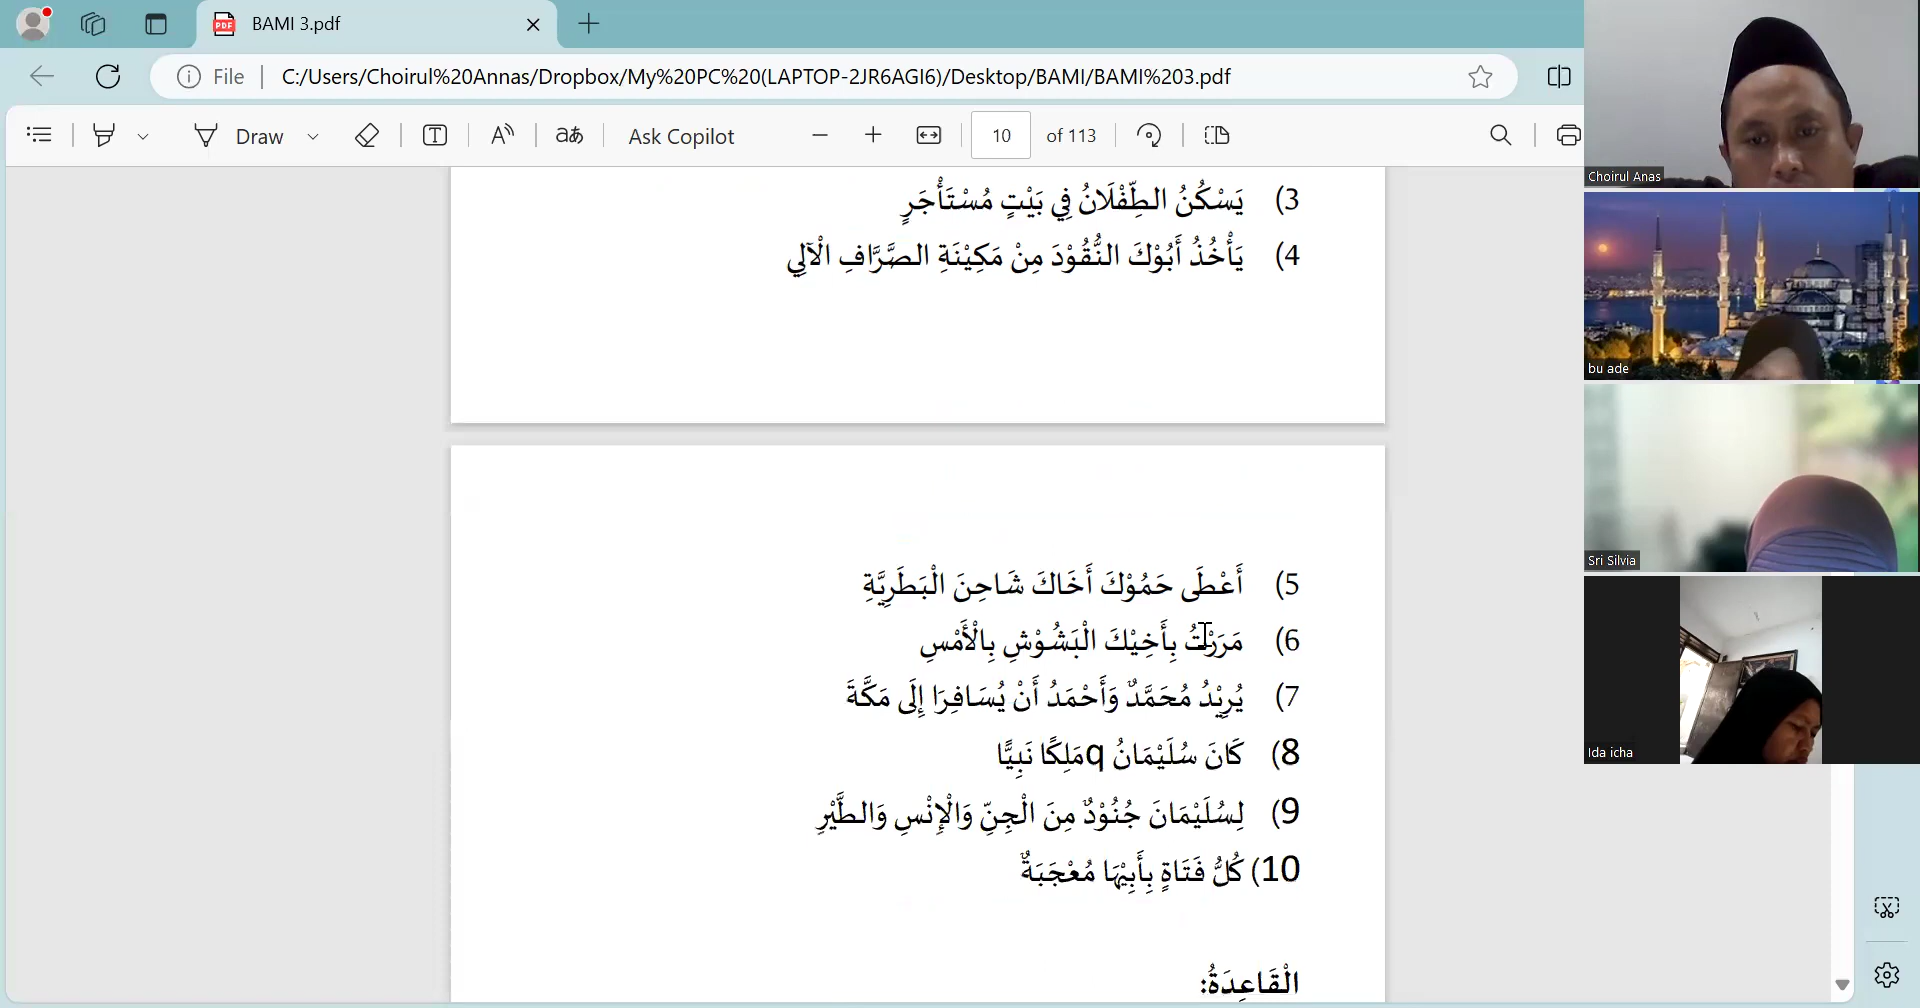 BAMI 3.pdf
File
C:/Users/Choirul%20Annas/Dropbox/My%20PC%20(LAPTOP-2JR6AGI6)/Desktop/BAMI/BAMI%203.pdf
Draw
Ask Copilot
10 of 113
3) يَسْكُنُ الطِّفْلَانُ فِي بَيْتٍ مُسْتَأْجَرٍ
4) يَأْخُذُ أَبُوْكَ النُّقُوْدَ مِنْ مَكِيْنَةِ الصَّرَّافِ الْآلِي
5) أَعْطَى حَمُوْكَ أَخَاكَ شَاحِنَ الْبَطَرِيَّةِ
6) مَرَرْتُ بِأَخِيْكَ الْبَشُوْشِ بِالْأَمْسِ
7) يُرِيْدُ مُحَمَّدٌ وَأَحْمَدُ أَنْ يُسَافِرَا إِلَى مَكَّةَ
8) كَانَ سُلَيْمَانُ qمَلِكًا نَبِيًّا
9) لِسُلَيْمَانَ جُنُوْدٌ مِنَ الْجِنِّ وَالْإِنْسِ وَالطَّيْرِ
10) كُلُّ فَتَاةٍ بِأَبِيْهَا مُعْجَبَةٌ
الْقَاعِدَةُ:
Choirul Anas
bu ade
Sri Silvia
Ida icha